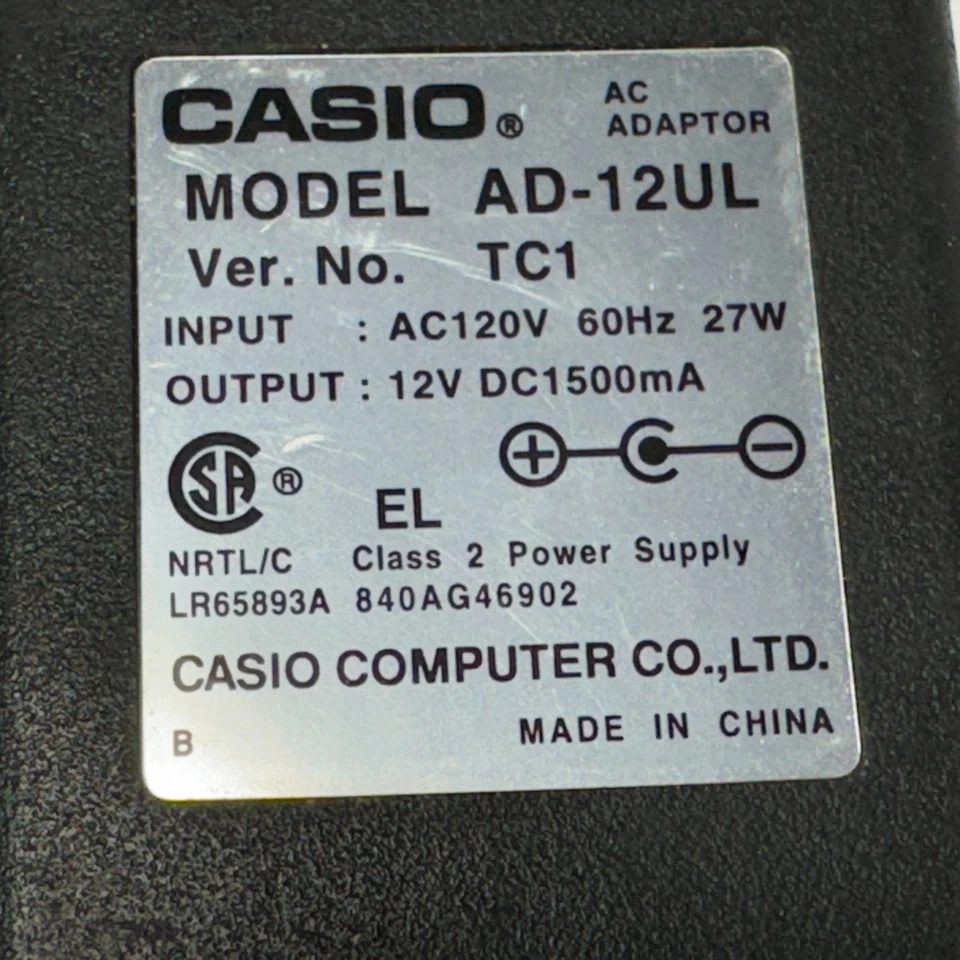 CASIO® AC
ADAPTOR
MODEL AD-12UL
Ver. No. TC1
INPUT : AC120V 60Hz 27W
OUTPUT : 12V DC1500mA
SA ®
EL
NRTL/C Class 2 Power Supply
LR65893A 840AG46902
CASIO COMPUTER CO.,LTD.
B MADE IN CHINA